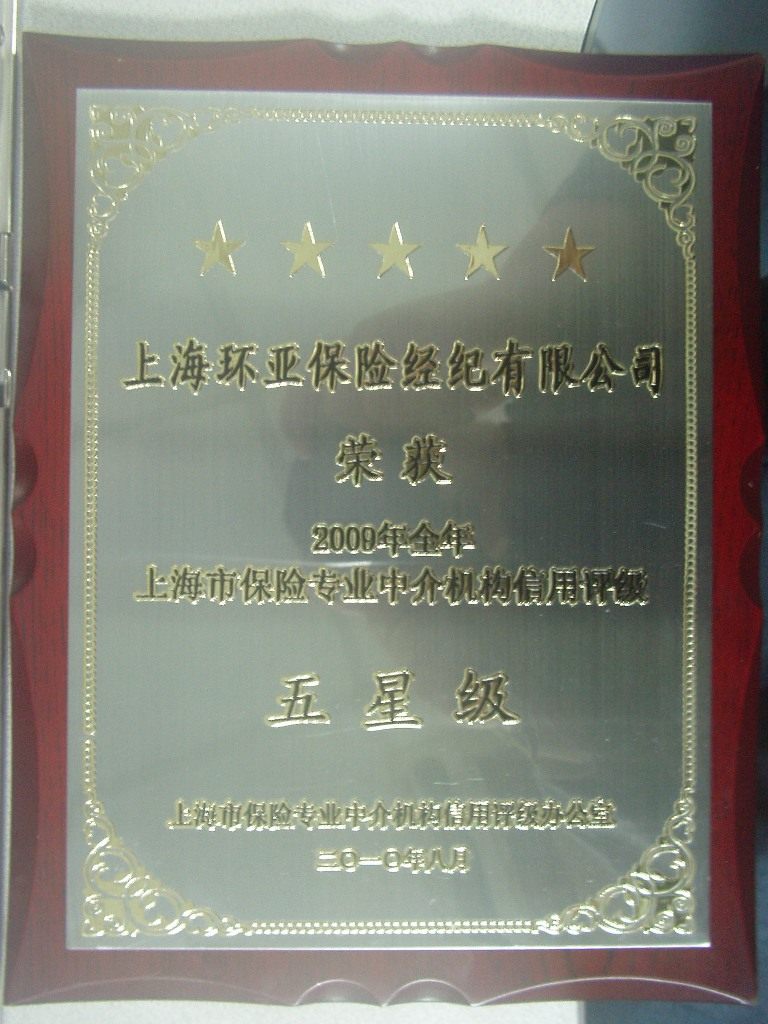 上海环亚保险经纪有限公司
荣获
2009年全年
上海市保险专业中介机构信用评级
五星级
上海市保险专业中介机构信用评级办公室
二〇一〇年八月